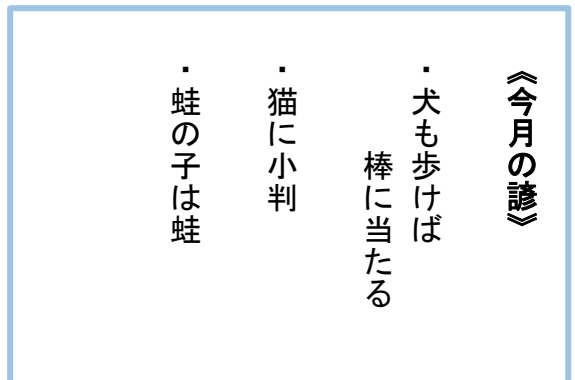 《今月の諺》
・犬も歩けば
棒に当たる
・猫に小判
・蛙の子は蛙